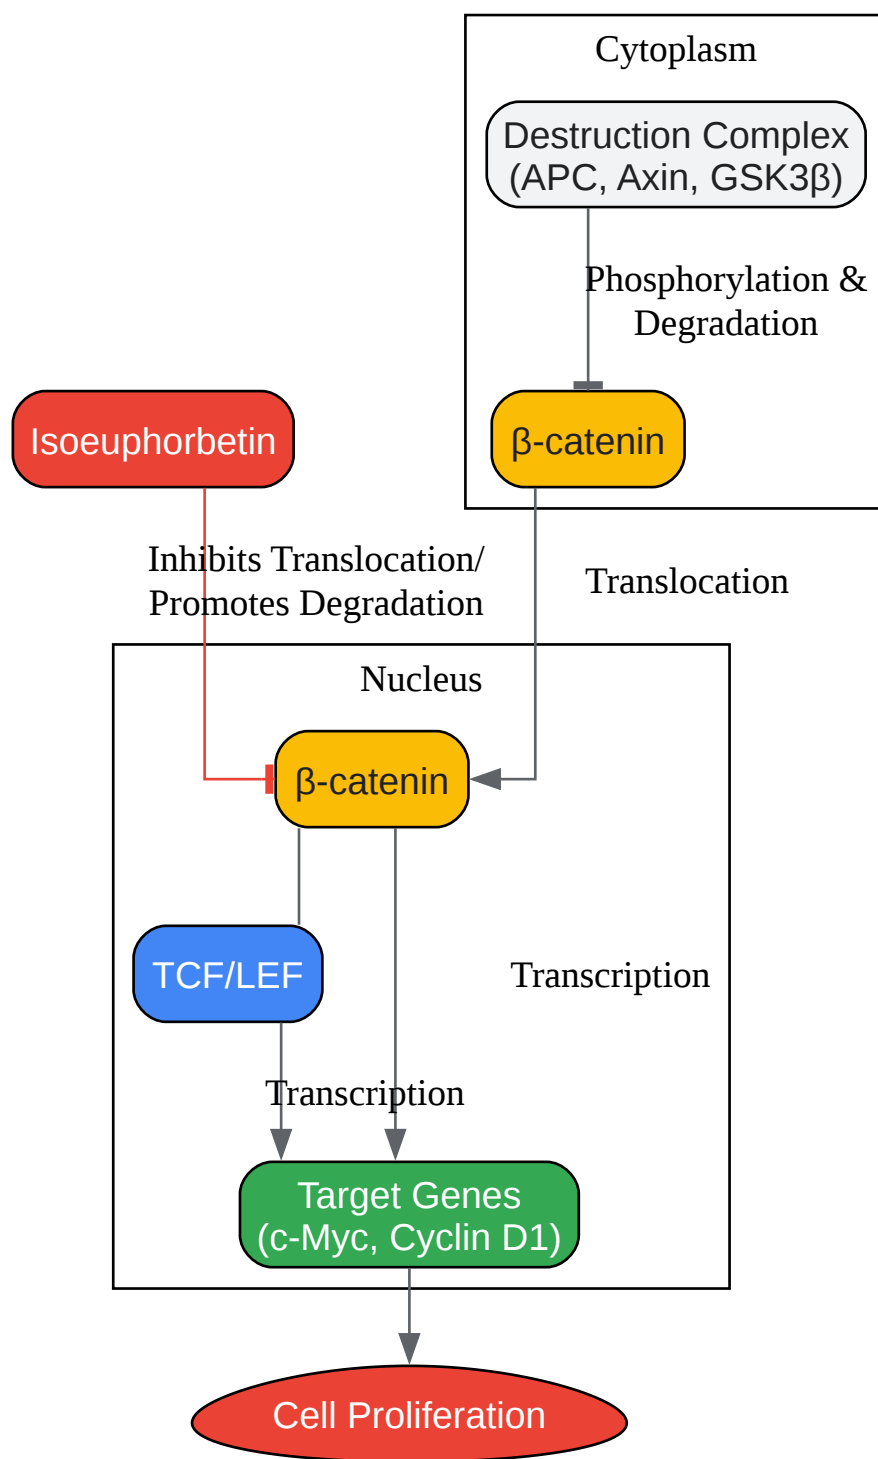 Cytoplasm
Destruction Complex
(APC, Axin, GSK3β)
Phosphorylation &
Degradation
Isoeuphorbetin
β-catenin
Inhibits Translocation/
Promotes Degradation
Translocation
Nucleus
β-catenin
TCF/LEF
Transcription
Transcription
Target Genes
(c-Myc, Cyclin D1)
Cell Proliferation